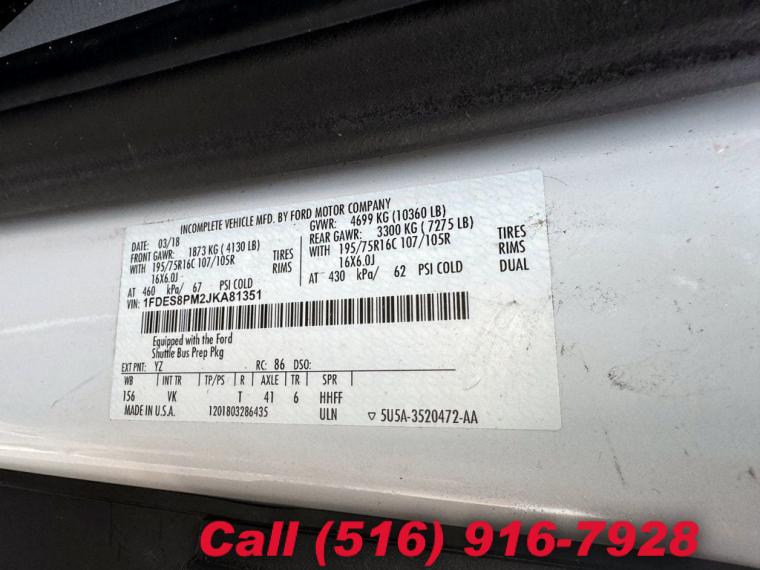 INCOMPLETE VEHICLE MFD. BY FORD MOTOR COMPANY
DATE: 03/18 GVWR: 4699 KG (10360 LB)
FRONT GAWR: 1873 KG (4130 LB) REAR GAWR: 3300 KG (7275 LB)
WITH 195/75R16C 107/105R TIRES WITH 195/75R16C 107/105R TIRES
16X6.0J RIMS 16X6.0J RIMS
AT 460 kPa/ 67 PSI COLD AT 430 kPa/ 62 PSI COLD DUAL
VIN: 1FDES8PM2JKA81351
Equipped with the Ford
Shuttle Bus Prep Pkg
EXT PNT: YZ RC: 86 DSO:
WB INT TR TP/PS R AXLE TR SPR
156 VK T 41 6 HHFF
MADE IN U.S.A. 1201803286435 ULN ▽ 5U5A-3520472-AA
Call (516) 916-7928